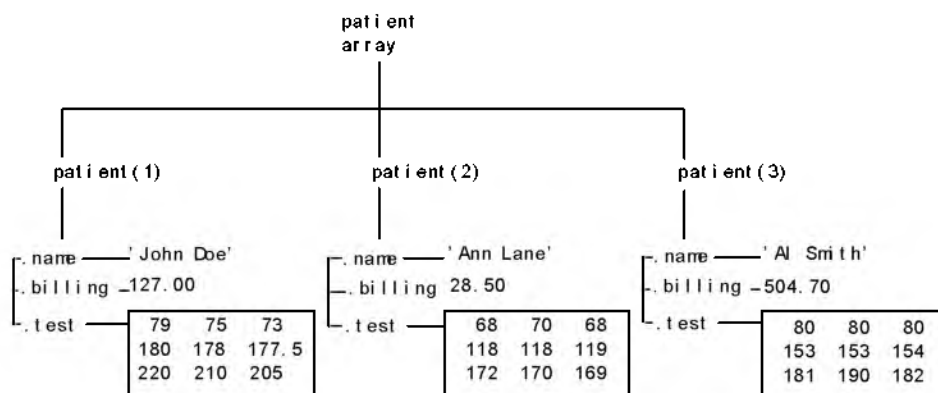 patient
array
patient(1) patient(2) patient(3)
.name 'John Doe' .name 'Ann Lane' .name 'Al Smith'
.billing 127.00 .billing 28.50 .billing 504.70
.test 79 75 73 .test 68 70 68 .test 80 80 80
180 178 177.5 118 118 119 153 153 154
220 210 205 172 170 169 181 190 182